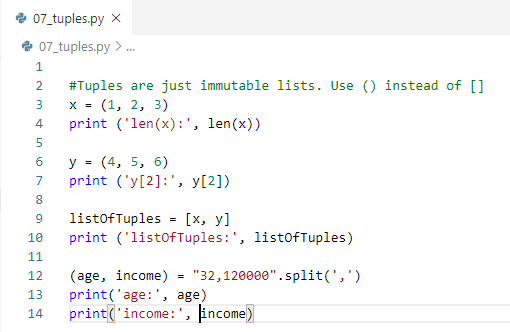 07_tuples.py ×
07_tuples.py > ...
1
2 #Tuples are just immutable lists. Use () instead of []
3 x = (1, 2, 3)
4 print ('len(x):', len(x))
5
6 y = (4, 5, 6)
7 print ('y[2]:', y[2])
8
9 listOfTuples = [x, y]
10 print ('listOfTuples:', listOfTuples)
11
12 (age, income) = "32,120000".split(',')
13 print('age:', age)
14 print('income:', income)